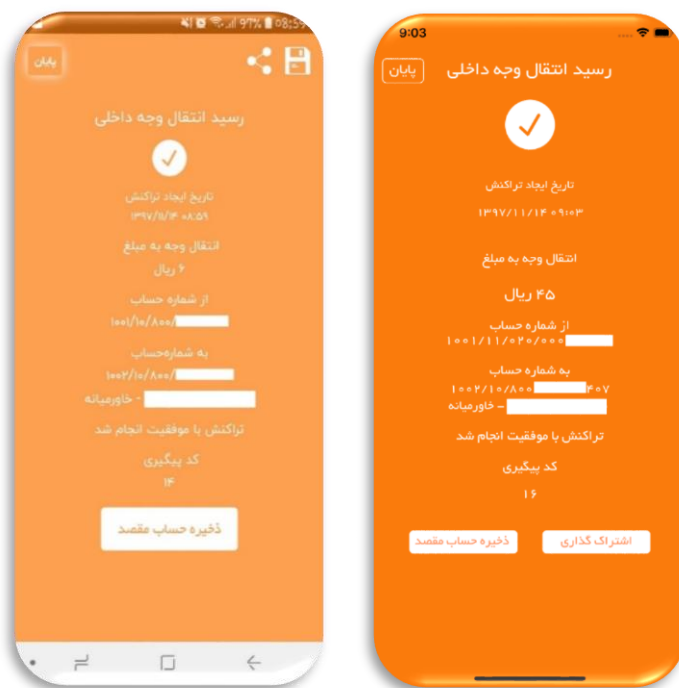 97% 08:59
پایان
رسید انتقال وجه داخلی
تاریخ ایجاد تراکنش
۱۳۹۷/۱۱/۱۴ ۰۸:۵۹
انتقال وجه به مبلغ
۶ ریال
از شماره حساب
۱۰۰۱/۱۰/۸۰۰/
به شماره‌حساب
۱۰۰۲/۱۰/۸۰۰/
- خاورمیانه
تراکنش با موفقیت انجام شد
کد پیگیری
۱۴
ذخیره حساب مقصد
9:03
رسید انتقال وجه داخلی
پایان
تاریخ ایجاد تراکنش
۱۳۹۷/۱۱/۱۴ ۰۹:۰۳
انتقال وجه به مبلغ
۴۵ ریال
از شماره حساب
۱۰۰۱/۱۱/۰۲۰/۰۰۰
به شماره حساب
۱۰۰۲/۱۰/۸۰۰ ۴۰۷
- خاورمیانه
تراکنش با موفقیت انجام شد
کد پیگیری
۱۶
اشتراک گذاری
ذخیره حساب مقصد